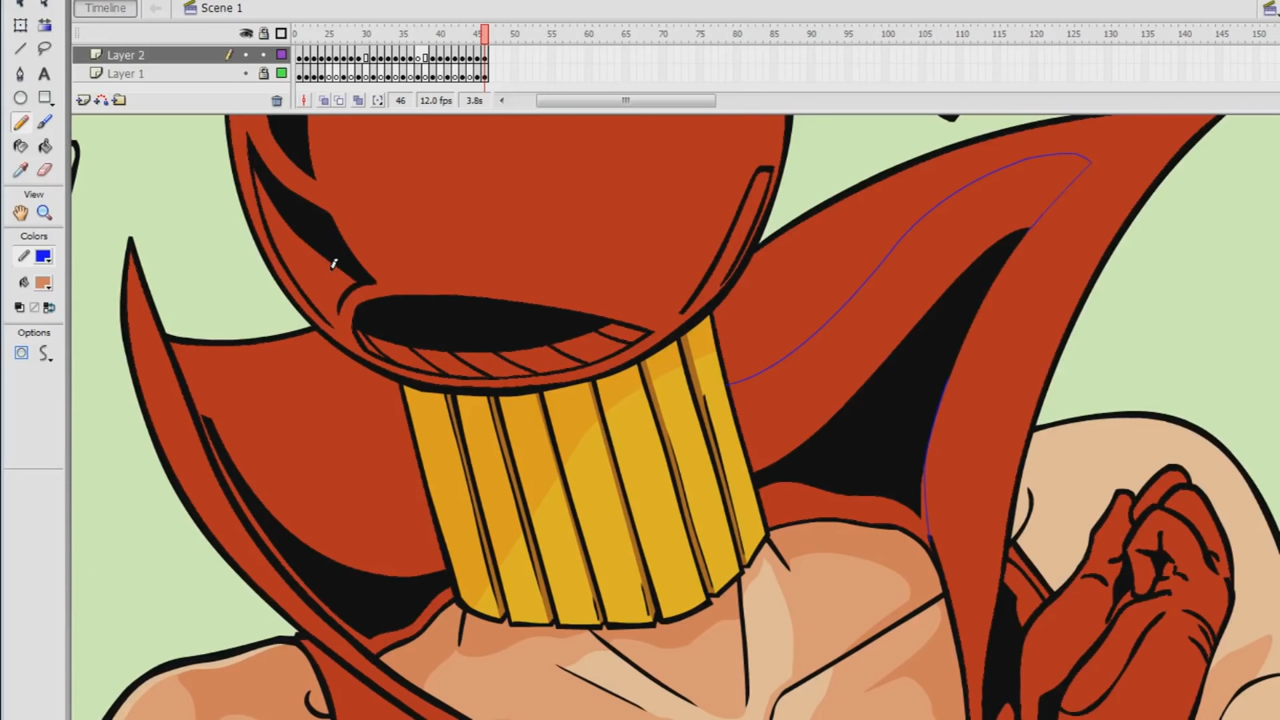 Timeline Scene 1
0 25 30 35 40 45 50 55 60 65 70 75 80 85 90 95 100 105 110 115 120 125 130 135 140 145 150
Layer 2
Layer 1
46 12.0 fps 3.8s
A
View
Colors
Options